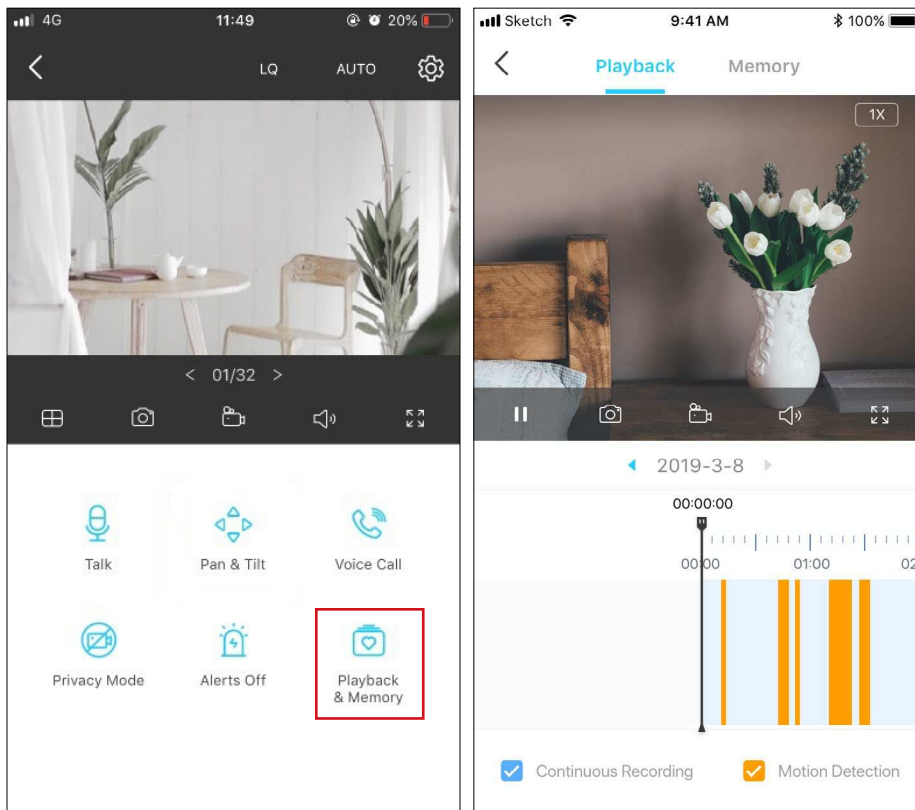 4G
11:49
20%
LQ
AUTO
< 01/32 >
Talk
Pan & Tilt
Voice Call
Privacy Mode
Alerts Off
Playback
& Memory
Sketch
9:41 AM
100%
Playback
Memory
1X
2019-3-8
00:00:00
00:00
01:00
02
Continuous Recording
Motion Detection